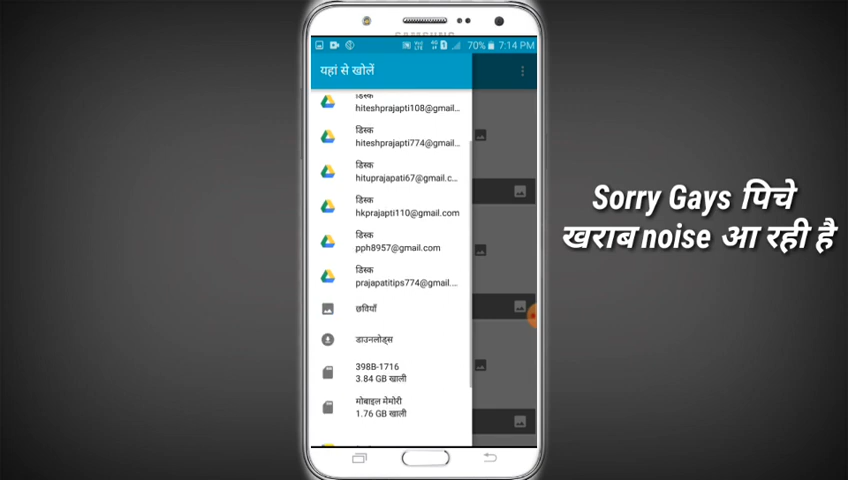 SAMSUNG
70% 7:14 PM
यहां से खोलें
डिस्क
hiteshprajapti108@gmail...
डिस्क
hiteshprajapti774@gmail...
डिस्क
hituprajapati67@gmail.c...
डिस्क
hkprajapti110@gmail.com
डिस्क
pph8957@gmail.com
डिस्क
prajapatitips774@gmail....
छवियाँ
डाउनलोड्स
398B-1716
3.84 GB खाली
मोबाइल मेमोरी
1.76 GB खाली
Sorry Gays पिचे
खराब noise आ रही है